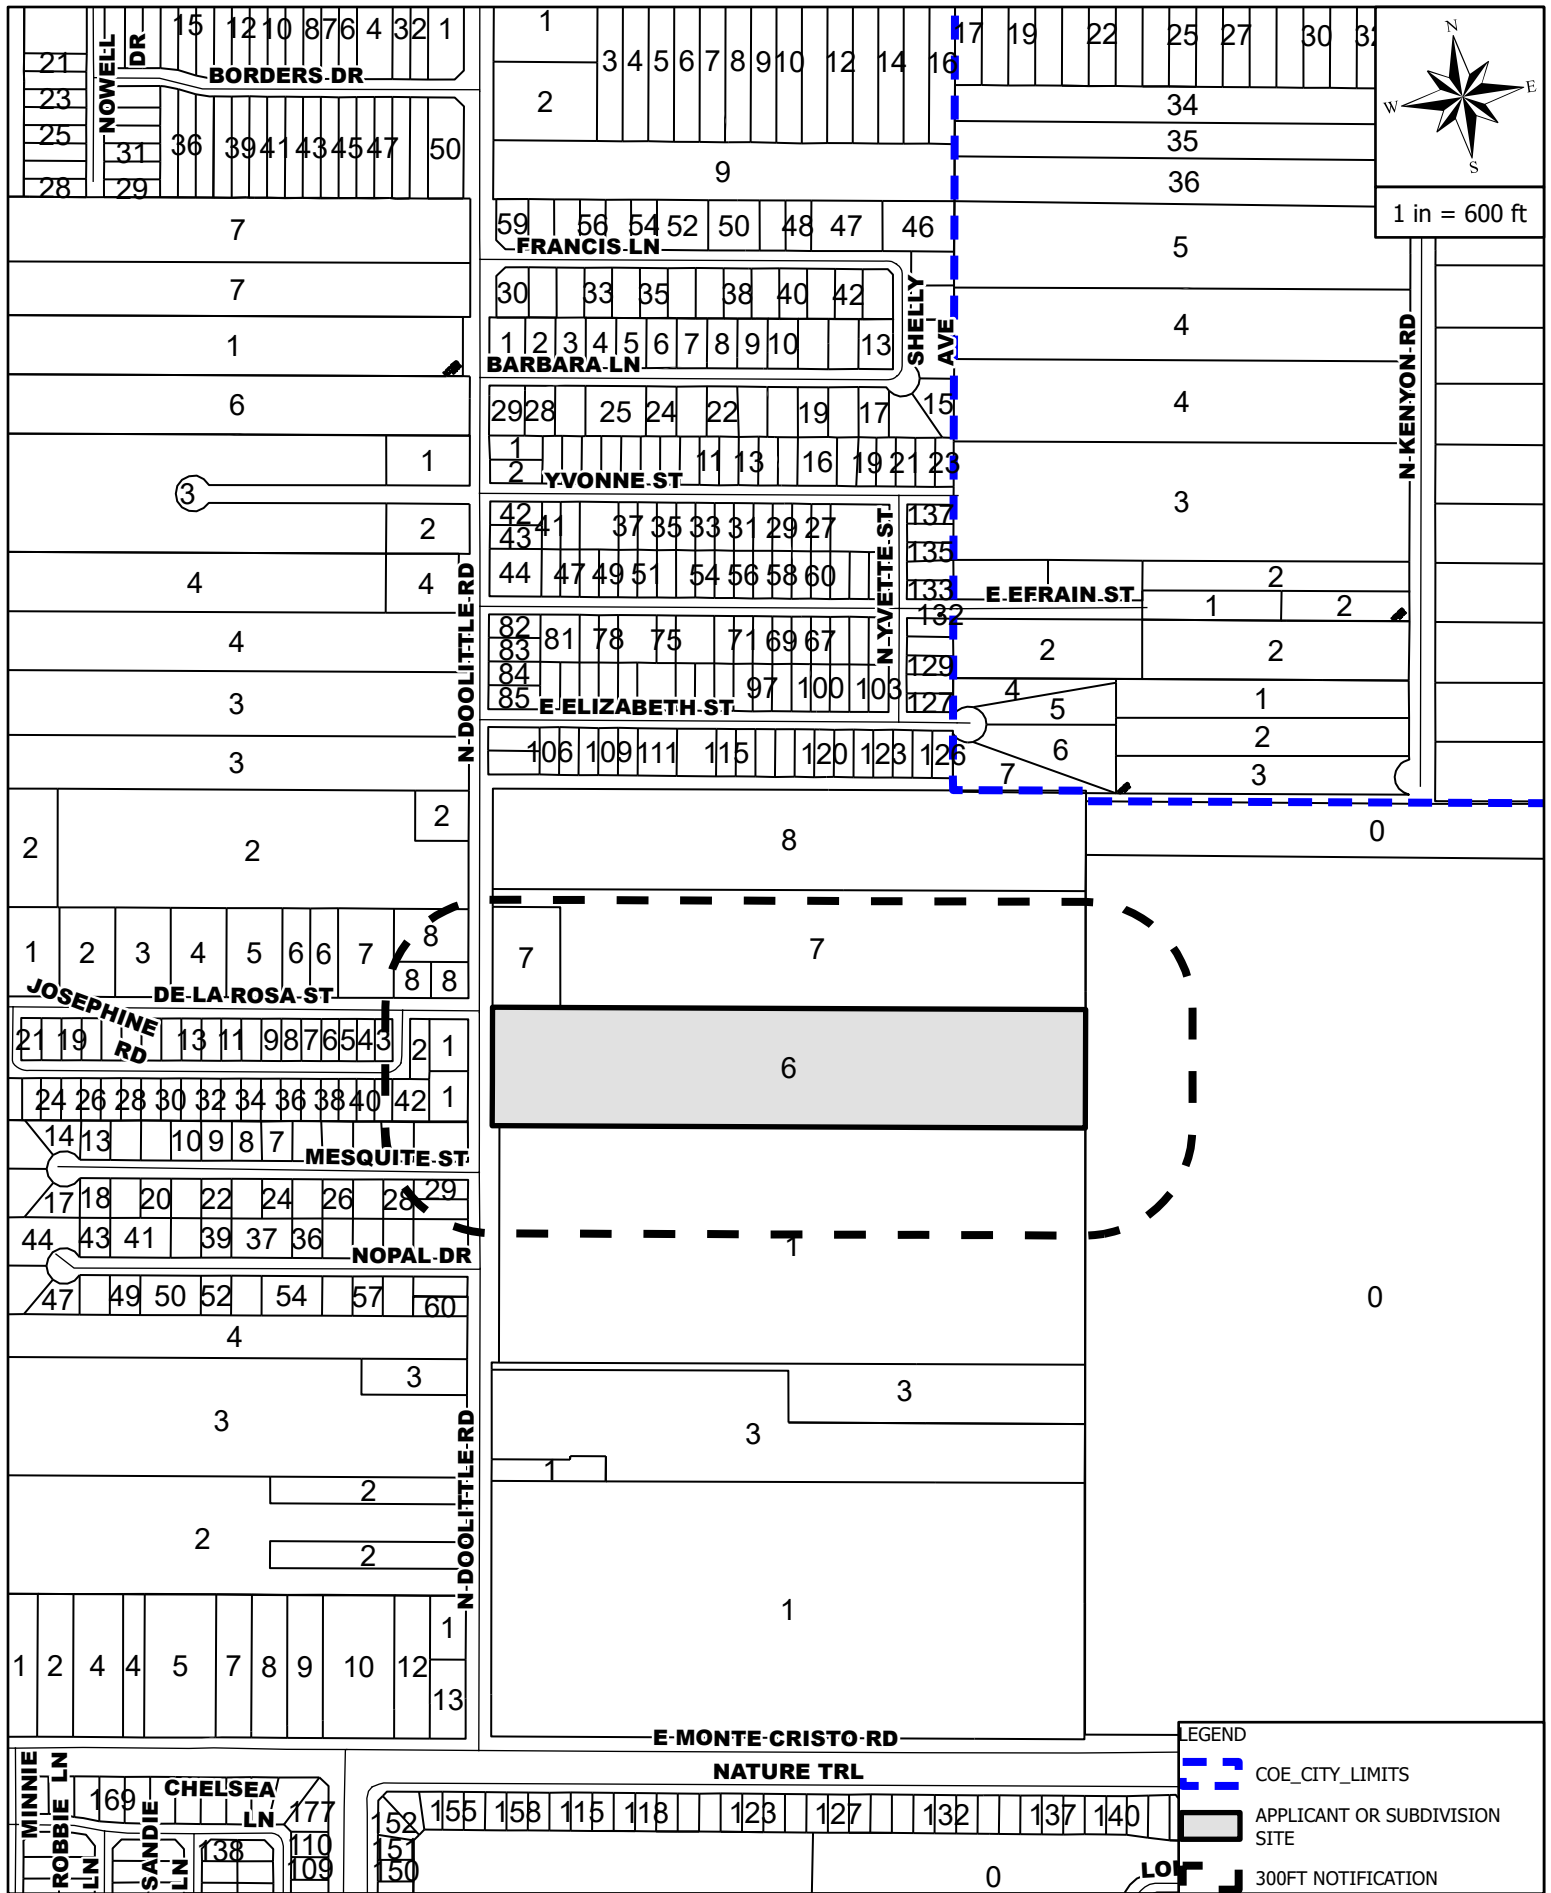 15 12 10 8 7 6 4 3 2 1
1
17 19 22 25 27 30
N
W E
S
21 NOWELL DR
BORDERS DR
3 4 5 6 7 8 9 10 12 14 16
23
2
34
25 31 36 39 41 43 45 47 50
35
28 29
9
36
1 in = 600 ft
7
59 56 54 52 50 48 47 46
FRANCIS LN
5
7
30 33 35 38 40 42
SHELLY AVE
4
N KENYON RD
1
1 2 3 4 5 6 7 8 9 10 13
BARBARA LN
6
29 28 25 24 22 19 17 15
4
1
1
2
11 13 16 19 21 23
YVONNE ST
3
3
2
42 41 37 35 33 31 29 27
43
N YVETTE ST
137
135
4 4
44 47 49 51 54 56 58 60
133
E EFRAIN ST
2
1 2
132
N DOOLITTLE RD
4
82 81 78 75 71 69 67
83
129
2 2
3
84
85
97 100 103
127
E ELIZABETH ST
4
5
1
3
106 109 111 115 120 123 126
6
7
2
3
2 2 2
8
0
1 2 3 4 5 6 6 7 8
8 8
7 7
DE LA ROSA ST
JOSEPHINE RD
21 19 13 11 9 8 7 6 5 4 3 2 1
6
24 26 28 30 32 34 36 38 40 42 1
14 13 10 9 8 7
MESQUITE ST
17 18 20 22 24 26 28 29
44 43 41 39 37 36
NOPAL DR
1
47 49 50 52 54 57 60
0
4
3
3
3
3
1
2
2
2
N DOOLITTLE RD
1
1 2 4 4 5 7 8 9 10 12 1
13
E MONTE CRISTO RD
NATURE TRL
MINNIE
ROBBIE LN
SANDIE LN
CHELSEA LN
169 177
138 110
109
152 155 158 115 118 123 127 132 137 140
151
150
0
LEGEND
COE_CITY_LIMITS
APPLICANT OR SUBDIVISION
SITE
300FT NOTIFICATION